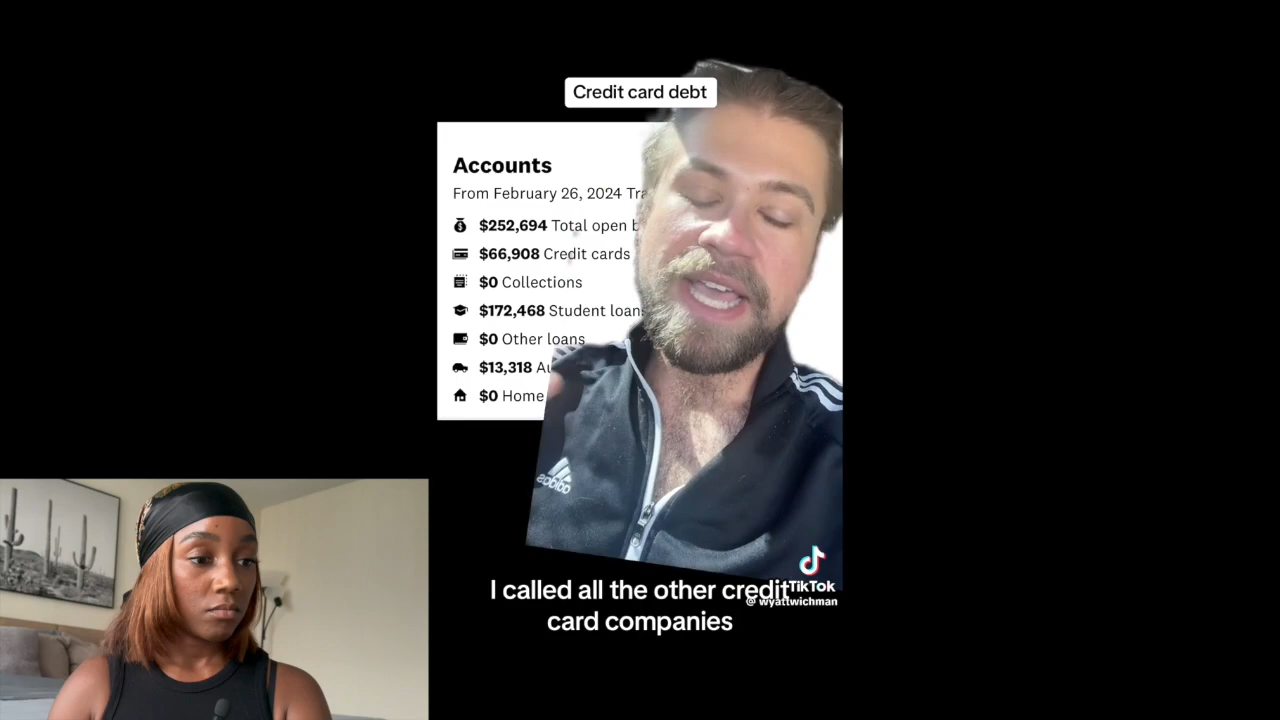 Credit card debt
Accounts
From February 26, 2024
$252,694 Total open
$66,908 Credit cards
$0 Collections
$172,468 Student loans
$0 Other loans
$13,318
$0 Home
adidas
I called all the other credit
card companies
TikTok
@ wyattwichman